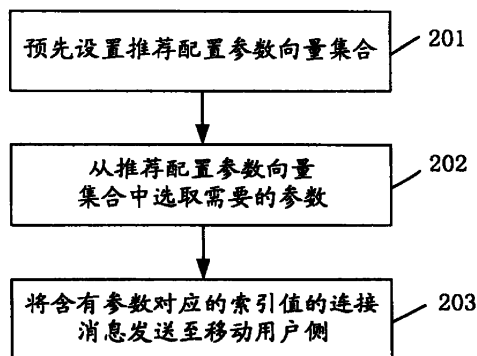 预先设置推荐配置参数向量集合
201
从推荐配置参数向量
集合中选取需要的参数
202
将含有参数对应的索引值的连接
消息发送至移动用户侧
203